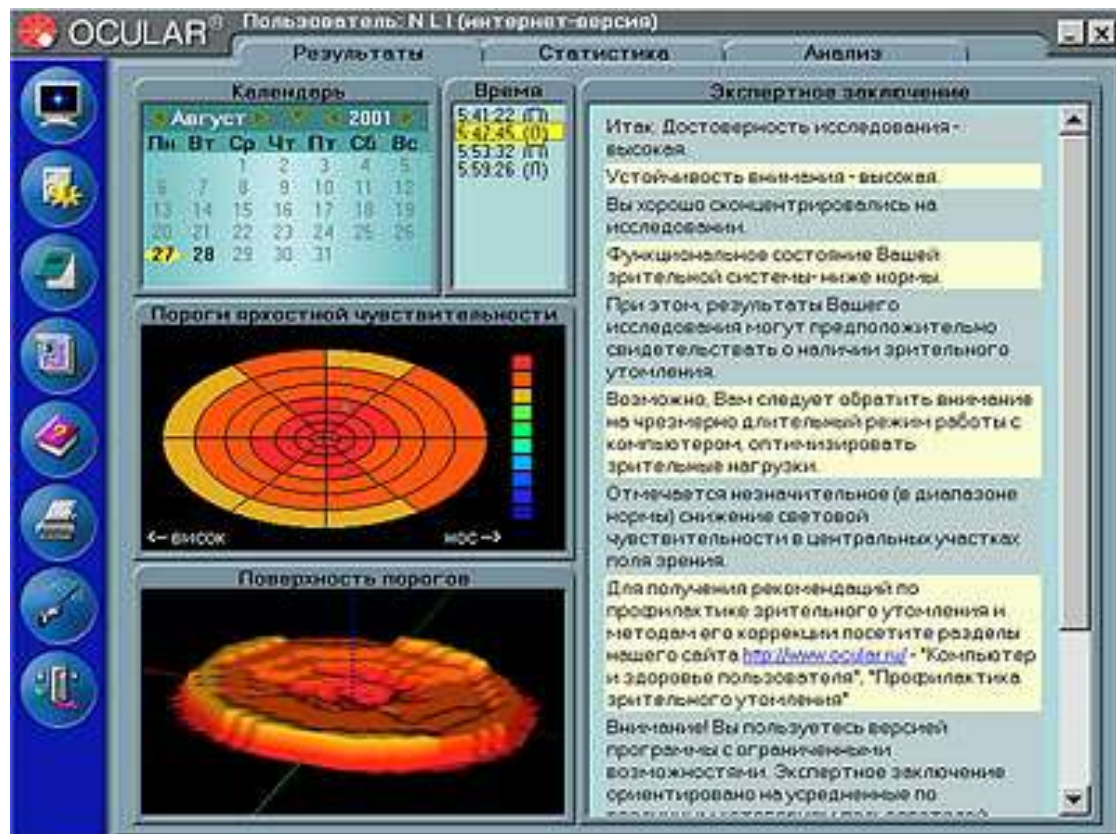 OCULAR®
Пользователь: N L I (интернет-версия)
Результаты
Статистика
Анализ
Календарь
Август 2001
Пн Вт Ср Чт Пт Сб Вс
1 2 3 4 5
6 7 8 9 10 11 12
13 14 15 16 17 18 19
20 21 22 23 24 25 26
27 28 29 30 31
Время
5:41:22 (П)
5:42:45 (Л)
5:53:32 (П)
5:59:26 (Л)
Пороги яркостной чувствительности
<-- висок
нос -->
Поверхность порогов
Экспертное заключение
Итак: Достоверность исследования -
высокая.
Устойчивость внимания - высокая.
Вы хорошо сконцентрировались на
исследовании.
Функциональное состояние Вашей
зрительной системы- ниже нормы.
При этом, результаты Вашего
исследования могут предположительно
свидетельствать о наличии зрительного
утомления.
Возможно, Вам следует обратить внимание
на чрезмерно длительный режим работы с
компьютером, оптимизировать
зрительные нагрузки.
Отмечается незначительное (в диапазоне
нормы) снижение световой
чувствительности в центральных участках
поля зрения.
Для получения рекомендаций по
профилактике зрительного утомления и
методам его коррекции посетите разделы
нашего сайта http://www.ocular.ru/ - "Компьютер
и здоровье пользователя", "Профилактика
зрительного утомления"
Внимание! Вы пользуетесь версией
программы с ограниченными
возможностями. Экспертное заключение
ориентировано на усредненные по